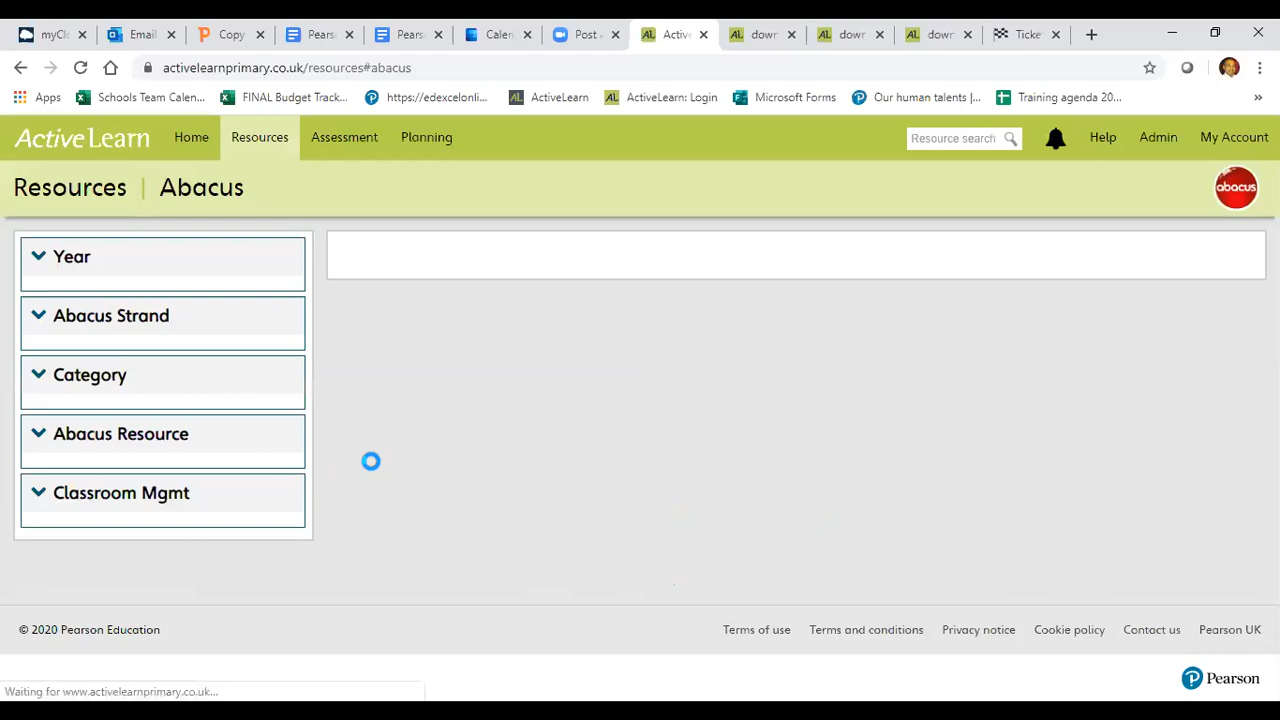 myClo
Email
Copy
Pears
Pears
Calen
Post A
Active
dowr
dowr
dowr
Ticke
activelearnprimary.co.uk/resources#abacus
Apps
Schools Team Calen...
FINAL Budget Track...
https://edexcelonli...
ActiveLearn
ActiveLearn: Login
Microsoft Forms
Our human talents |...
Training agenda 20...
»
ActiveLearn
Home
Resources
Assessment
Planning
Resource search
Help
Admin
My Account
Resources | Abacus
abacus
Year
Abacus Strand
Category
Abacus Resource
Classroom Mgmt
© 2020 Pearson Education
Terms of use
Terms and conditions
Privacy notice
Cookie policy
Contact us
Pearson UK
Waiting for www.activelearnprimary.co.uk...
Pearson